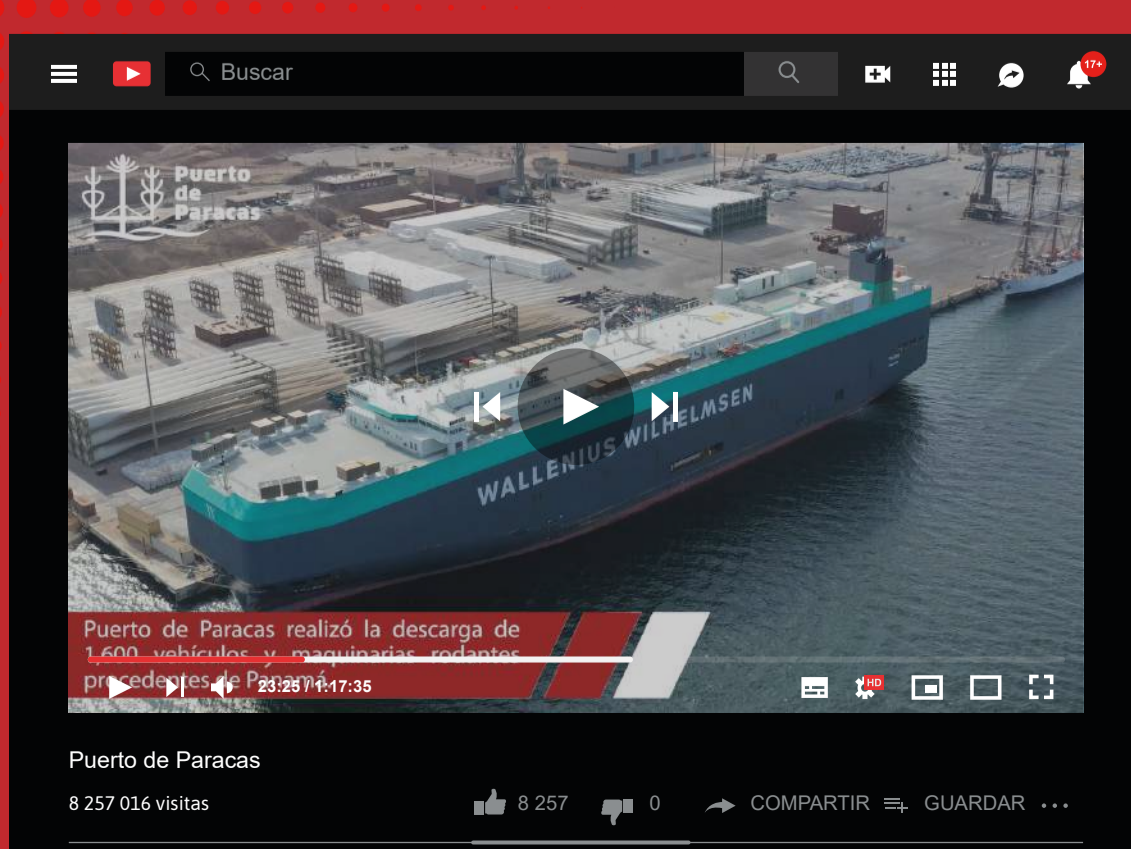 Buscar
17+
Puerto
de
Paracas
WALLENIUS WILHELMSEN
Puerto de Paracas realizó la descarga de
1,600 vehículos y maquinarias rodantes
procedentes de Panamá.
23:25 / 1:17:35
HD
Puerto de Paracas
8 257 016 visitas
8 257
0
COMPARTIR
GUARDAR